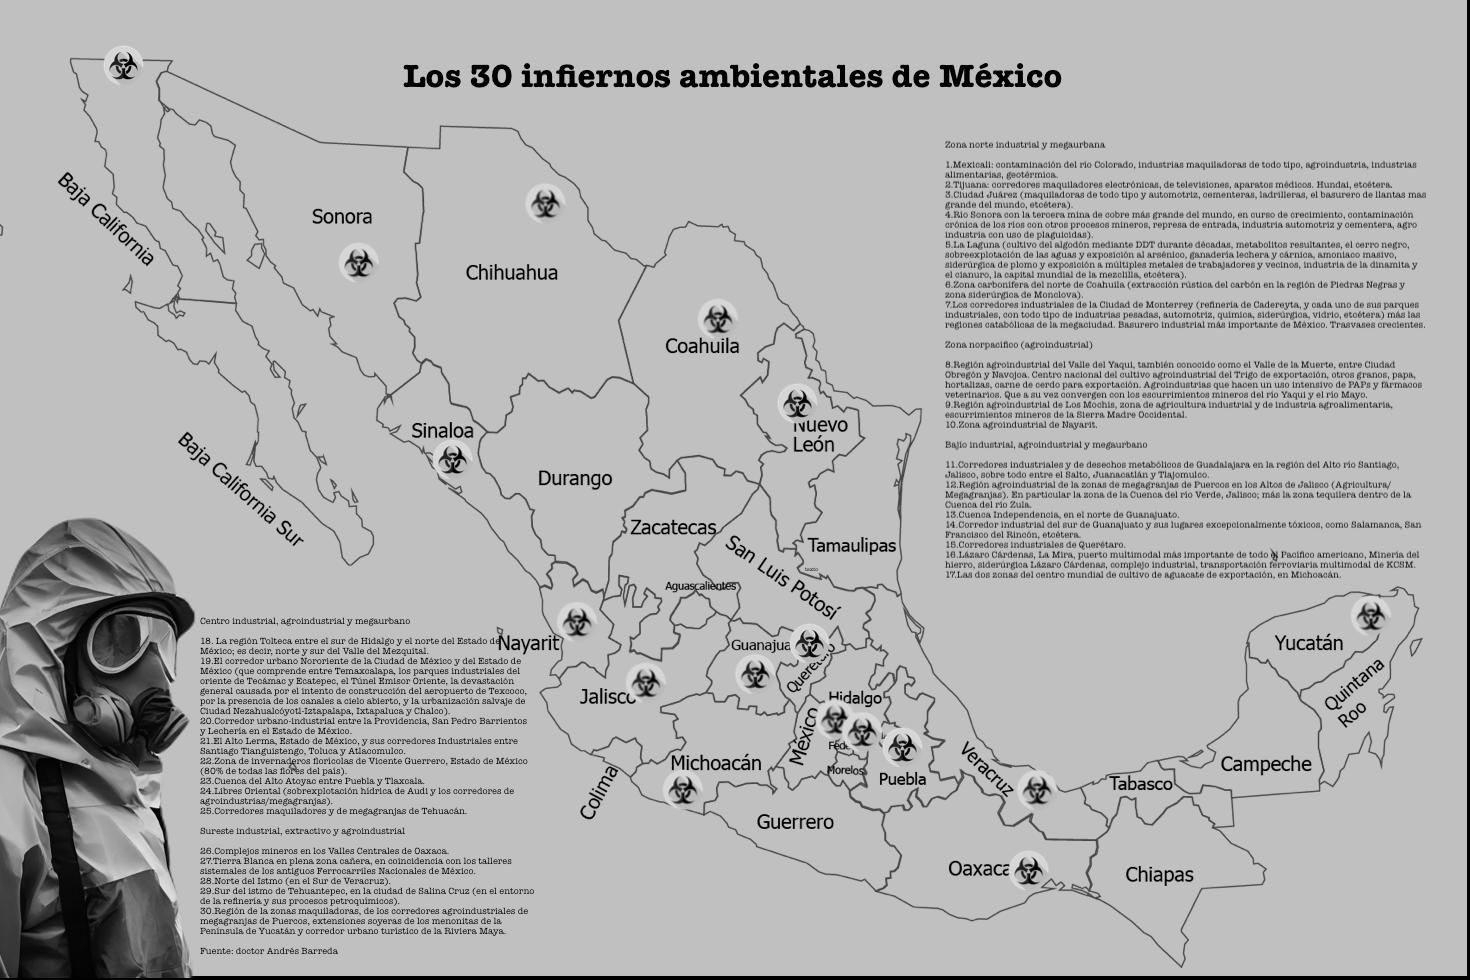 Los 30 infiernos ambientales de México
Zona norte industrial y megaurbana
1.Mexicali: contaminación del río Colorado, industrias maquiladoras de todo tipo, agroindustria, industrias
alimentarias, geotérmica.
2.Tijuana: corredores maquiladores electrónicas, de televisiones, aparatos médicos. Hundai, etcétera.
3.Ciudad Juárez (maquiladoras de todo tipo y automotriz, cementeras, ladrilleras, el basurero de llantas mas
grande del mundo, etcétera).
4.Rio Sonora con la tercera mina de cobre más grande del mundo, en curso de crecimiento, contaminación
crónica de los ríos con otros procesos mineros, represa de entrada, industria automotriz y cementera, agro
industria con uso de plaguicidas).
5.La Laguna (cultivo del algodón mediante DDT durante décadas, metabolitos resultantes, el cerro negro,
sobreexplotación de las aguas y exposición al arsénico, ganadería lechera y cárnica, amoniaco masivo,
siderúrgica de plomo y exposición a múltiples metales de trabajadores y vecinos, industria de la dinamita y
el cianuro, la capital mundial de la mezclilla, etcétera).
6.Zona carbonífera del norte de Coahuila (extracción rústica del carbón en la región de Piedras Negras y
zona siderúrgica de Monclova).
7.Los corredores industriales de la Ciudad de Monterrey (refinería de Cadereyta, y cada uno de sus parques
industriales, con todo tipo de industrias pesadas, automotriz, química, siderúrgica, vidrio, etcétera) más las
regiones catabólicas de la megaciudad. Basurero industrial más importante de México. Trasvases crecientes.
Zona norpacífico (agroindustrial)
8.Región agroindustrial del Valle del Yaqui, también conocido como el Valle de la Muerte, entre Ciudad
Obregón y Navojoa. Centro nacional del cultivo agroindustrial del Trigo de exportación, otros granos, papa,
hortalizas, carne de cerdo para exportación. Agroindustrias que hacen un uso intensivo de PAPs y fármacos
veterinarios. Que a su vez convergen con los escurrimientos mineros del río Yaqui y el río Mayo.
9.Región agroindustrial de Los Mochis, zona de agricultura industrial y de industria agroalimentaria,
escurrimientos mineros de la Sierra Madre Occidental.
10.Zona agroindustrial de Nayarit.
Bajío industrial, agroindustrial y megaurbano
11.Corredores industriales y de desechos metabólicos de Guadalajara en la región del Alto río Santiago,
Jalisco, sobre todo entre el Salto, Juanacatlán y Tlajomulco.
12.Región agroindustrial de la zonas de megagranjas de Puercos en los Altos de Jalisco (Agricultura/
Megagranjas). En particular la zona de la Cuenca del río Verde, Jalisco; más la zona tequilera dentro de la
Cuenca del río Zula.
13.Cuenca Independencia, en el norte de Guanajuato.
14.Corredor industrial del sur de Guanajuato y sus lugares excepcionalmente tóxicos, como Salamanca, San
Francisco del Rincón, etcétera.
15.Corredores industriales de Querétaro.
16.Lázaro Cárdenas, La Mira, puerto multimodal más importante de todo el Pacífico americano, Minería del
hierro, siderúrgica Lázaro Cárdenas, complejo industrial, transportación ferroviaria multimodal de KCSM.
17.Las dos zonas del centro mundial de cultivo de aguacate de exportación, en Michoacán.
Centro industrial, agroindustrial y megaurbano
18. La región Tolteca entre el sur de Hidalgo y el norte del Estado de
México; es decir, norte y sur del Valle del Mezquital.
19.El corredor urbano Nororiente de la Ciudad de México y del Estado de
México (que comprende entre Temaxcalapa, los parques industriales del
oriente de Tecámac y Ecatepec, el Túnel Emisor Oriente, la devastación
general causada por el intento de construcción del aeropuerto de Texcoco,
por la presencia de los canales a cielo abierto, y la urbanización salvaje de
Ciudad Nezahualcóyotl-Iztapalapa, Ixtapaluca y Chalco).
20.Corredor urbano-industrial entre la Providencia, San Pedro Barrientos
y Lechería en el Estado de México.
21.El Alto Lerma, Estado de México, y sus corredores Industriales entre
Santiago Tianguistengo, Toluca y Atlacomulco.
22.Zona de invernaderos florícolas de Vicente Guerrero, Estado de México
(80% de todas las flores del país).
23.Cuenca del Alto Atoyac entre Puebla y Tlaxcala.
24.Libres Oriental (sobrexplotación hídrica de Audi y los corredores de
agroindustrias/megagranjas).
25.Corredores maquiladores y de megagranjas de Tehuacán.
Sureste industrial, extractivo y agroindustrial
26.Complejos mineros en los Valles Centrales de Oaxaca.
27.Tierra Blanca en plena zona cañera, en coincidencia con los talleres
sistemales de los antiguos Ferrocarriles Nacionales de México.
28.Norte del Istmo (en el Sur de Veracruz).
29.Sur del istmo de Tehuantepec, en la ciudad de Salina Cruz (en el entorno
de la refinería y sus procesos petroquímicos).
30.Región de la zonas maquiladoras, de los corredores agroindustriales de
megagranjas de Puercos, extensiones soyeras de los menonitas de la
Península de Yucatán y corredor urbano turístico de la Riviera Maya.
Fuente: doctor Andrés Barreda
Baja California
Sonora
Chihuahua
Coahuila
Sinaloa
Nuevo
León
Baja California Sur
Durango
Zacatecas
San Luis Potosí
Tamaulipas
texto
Aguascalientes
Nayarit
Guanajua
Querétaro
Jalisco
Hidalgo
México
Fede
Morelos
Puebla
Michoacán
Colima
Guerrero
Veracruz
Oaxaca
Tabasco
Chiapas
Campeche
Yucatán
Quintana
Roo